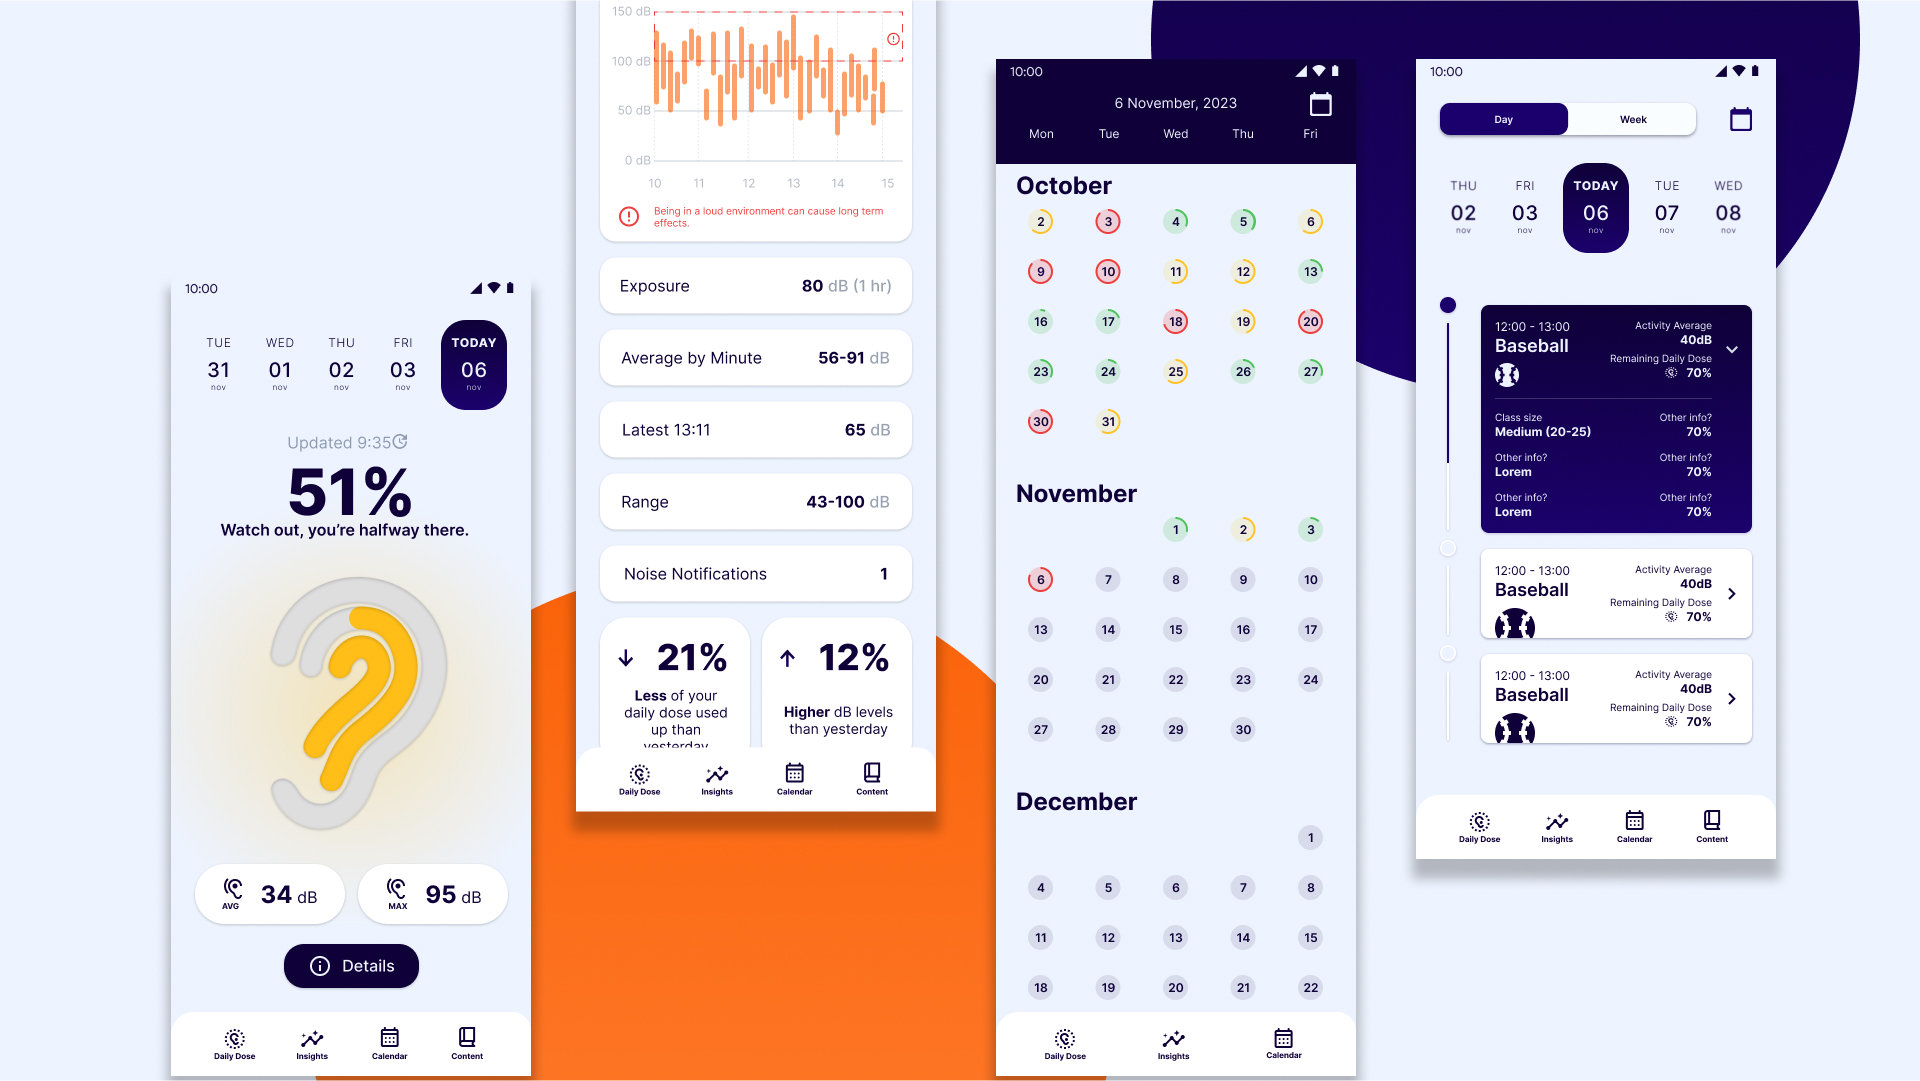 10:00
TUE WED THU FRI TODAY
31 01 02 03 06
nov nov nov nov nov
Updated 9:35
51%
Watch out, you're halfway there.
AVG 34 dB
MAX 95 dB
Details
Daily Dose Insights Calendar Content
150 dB
100 dB
50 dB
0 dB
10 11 12 13 14 15
Being in a loud environment can cause long term
effects.
Exposure 80 dB (1 hr)
Average by Minute 56-91 dB
Latest 13:11 65 dB
Range 43-100 dB
Noise Notifications 1
21%
Less of your
daily dose used
up than
yesterday
12%
Higher dB levels
than yesterday
Daily Dose Insights Calendar Content
10:00
6 November, 2023
Mon Tue Wed Thu Fri
October
2 3 4 5 6
9 10 11 12 13
16 17 18 19 20
23 24 25 26 27
30 31
November
1 2 3
6 7 8 9 10
13 14 15 16 17
20 21 22 23 24
27 28 29 30
December
1
4 5 6 7 8
11 12 13 14 15
18 19 20 21 22
Daily Dose Insights Calendar
10:00
Day Week
THU FRI TODAY TUE WED
02 03 06 07 08
nov nov nov nov nov
12:00 - 13:00
Baseball
Activity Average
40dB
Remaining Daily Dose
70%
Class size
Medium (20-25)
Other info?
70%
Other info?
Lorem
Other info?
70%
Other info?
Lorem
Other info?
70%
12:00 - 13:00
Baseball
Activity Average
40dB
Remaining Daily Dose
70%
12:00 - 13:00
Baseball
Activity Average
40dB
Remaining Daily Dose
70%
Daily Dose Insights Calendar Content